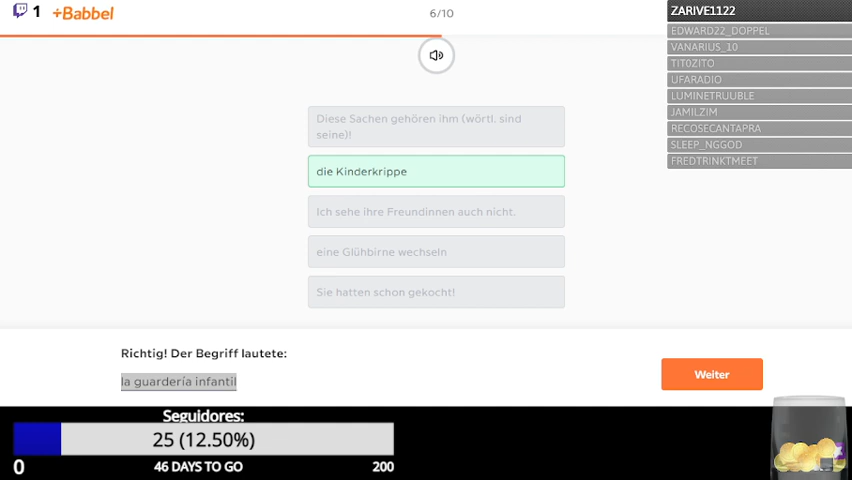 1 +Babbel
6/10
Diese Sachen gehören ihm (wörtl. sind
seine)!
die Kinderkrippe
Ich sehe ihre Freundinnen auch nicht.
eine Glühbirne wechseln
Sie hatten schon gekocht!
Richtig! Der Begriff lautete:
la guardería infantil
Weiter
ZARIVE1122
EDWARD22_DOPPEL
VANARIUS_10
TIT0ZITO
UFARADIO
LUMINETRUUBLE
JAMILZIM
RECOSECANTAPRA
SLEEP_NGGOD
FREDTRINKTMEET
Seguidores:
25 (12.50%)
0 46 DAYS TO GO 200